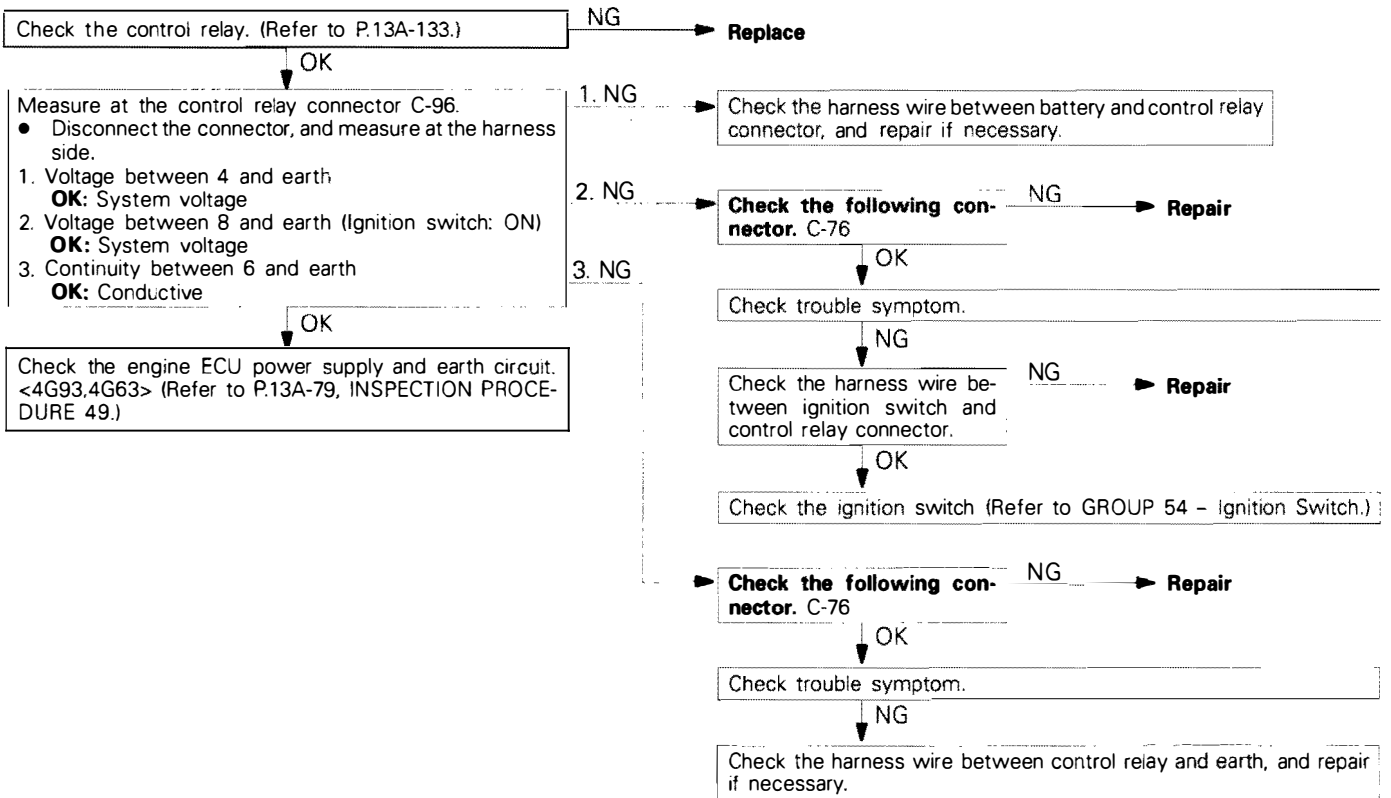 Check the control relay. (Refer to P.13A-133.)
NG
Replace
OK
Measure at the control relay connector C-96.
● Disconnect the connector, and measure at the harness
side.
1. Voltage between 4 and earth
OK: System voltage
2. Voltage between 8 and earth (Ignition switch: ON)
OK: System voltage
3. Continuity between 6 and earth
OK: Conductive
1. NG
Check the harness wire between battery and control relay
connector, and repair if necessary.
2. NG
Check the following con-
nector. C-76
NG
Repair
OK
Check trouble symptom.
NG
Check the harness wire be-
tween ignition switch and
control relay connector.
NG
Repair
OK
Check the ignition switch (Refer to GROUP 54 – Ignition Switch.)
3. NG
Check the following con-
nector. C-76
NG
Repair
OK
Check trouble symptom.
NG
Check the harness wire between control relay and earth, and repair
if necessary.
OK
Check the engine ECU power supply and earth circuit.
<4G93,4G63> (Refer to P.13A-79, INSPECTION PROCE-
DURE 49.)